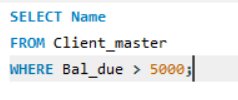 SELECT Name
FROM Client_master
WHERE Bal_due > 5000;